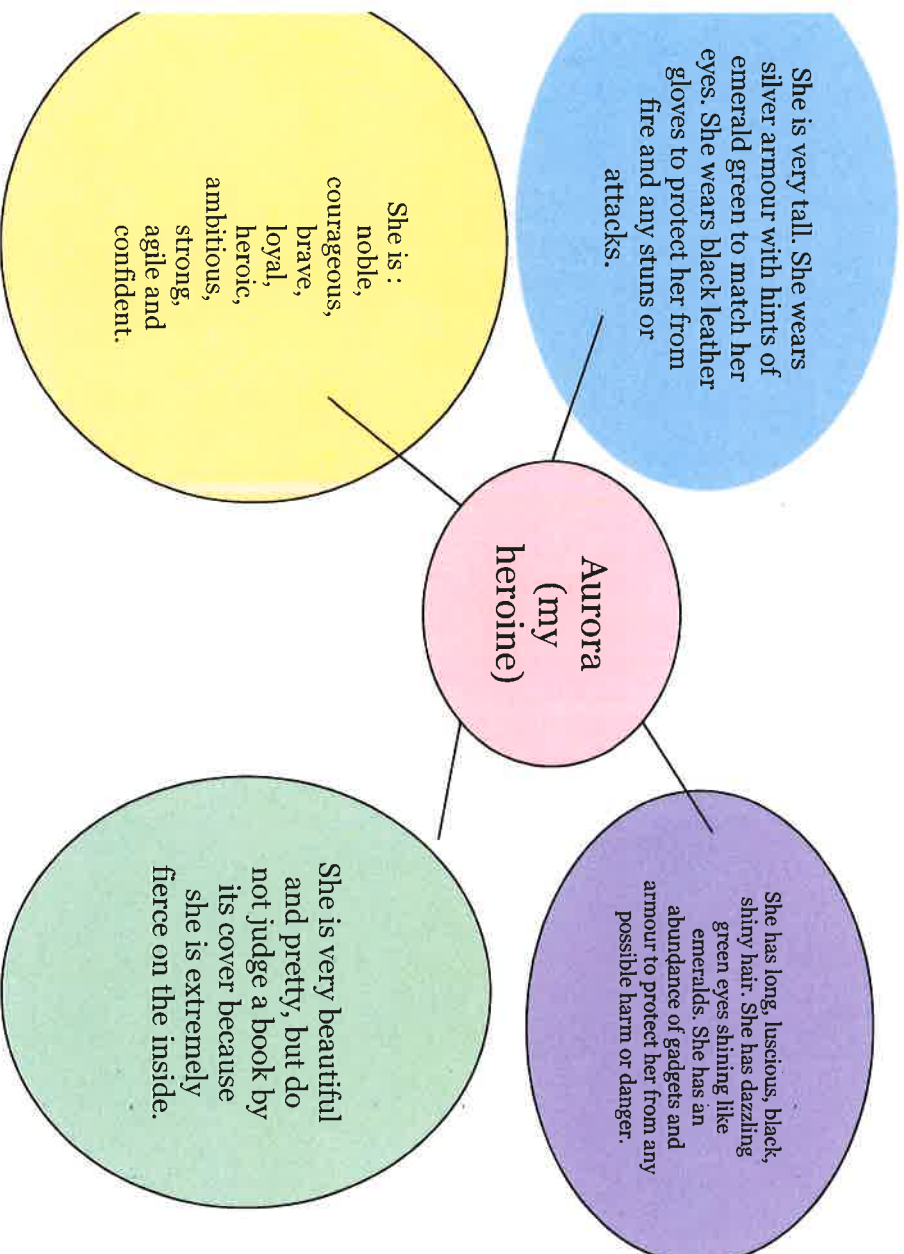 She is very tall. She wears
silver armour with hints of
emerald green to match her
eyes. She wears black leather
gloves to protect her from
fire and any stuns or
attacks.
She has long, luscious, black,
shiny hair. She has dazzling
green eyes shining like
emeralds. She has an
abundance of gadgets and
armour to protect her from any
possible harm or danger.
Aurora
(my
heroine)
She is :
noble,
courageous,
brave,
loyal,
heroic,
ambitious,
strong,
agile and
confident.
She is very beautiful
and pretty, but do
not judge a book by
its cover because
she is extremely
fierce on the inside.